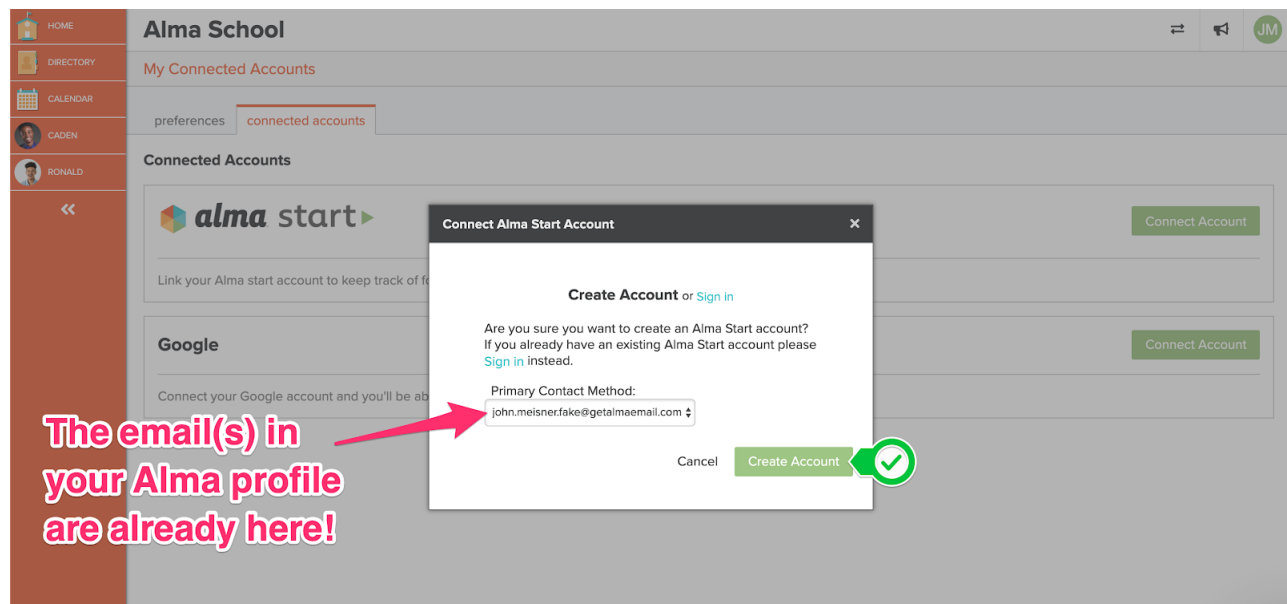 HOME
Alma School
JM
DIRECTORY
My Connected Accounts
CALENDAR
preferences
connected accounts
CADEN
Connected Accounts
RONALD
alma start
Connect Account
Link your Alma start account to keep track of
Connect Alma Start Account
Create Account or Sign in
Are you sure you want to create an Alma Start account?
If you already have an existing Alma Start account please
Sign in instead.
Primary Contact Method:
john.meisner.fake@getalmaemail.com
Cancel
Create Account
Google
Connect Account
Connect your Google account and you'll be
The email(s) in
your Alma profile
are already here!